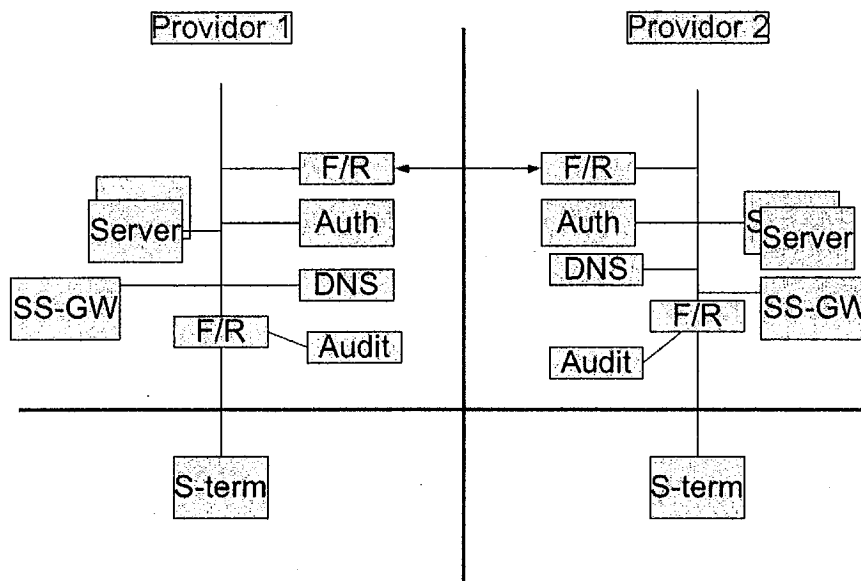 Providor 1
Providor 2
F/R
F/R
Auth
Server
Auth
S
Server
DNS
DNS
SS-GW
SS-GW
F/R
F/R
Audit
Audit
S-term
S-term